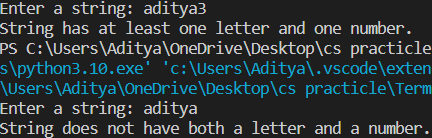 Enter a string: aditya3
String has at least one letter and one number.
PS C:\Users\Aditya\OneDrive\Desktop\cs practicle
s\python3.10.exe' 'c:\Users\Aditya\.vscode\exten
\Users\Aditya\OneDrive\Desktop\cs practicle\Term
Enter a string: aditya
String does not have both a letter and a number.